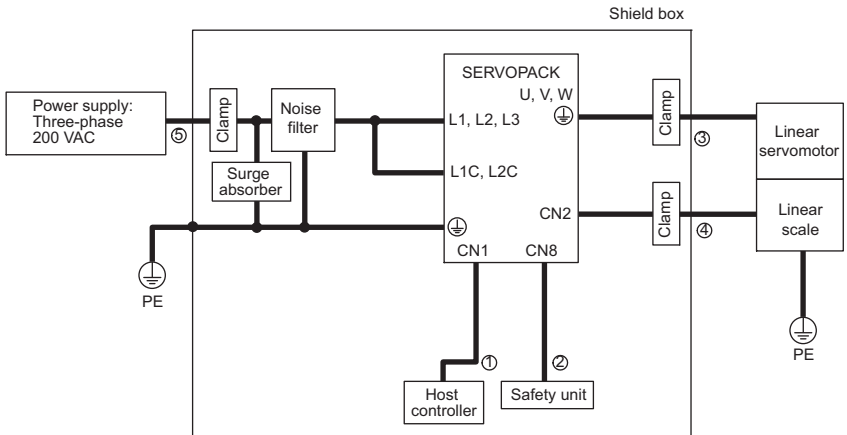 Shield box
Power supply:
Three-phase
200 VAC
⑤
Clamp
Noise
filter
Surge
absorber
PE
SERVOPACK
U, V, W
L1, L2, L3
L1C, L2C
CN2
CN1
CN8
①
②
Host
controller
Safety unit
Clamp
③
Clamp
④
Linear
servomotor
Linear
scale
PE